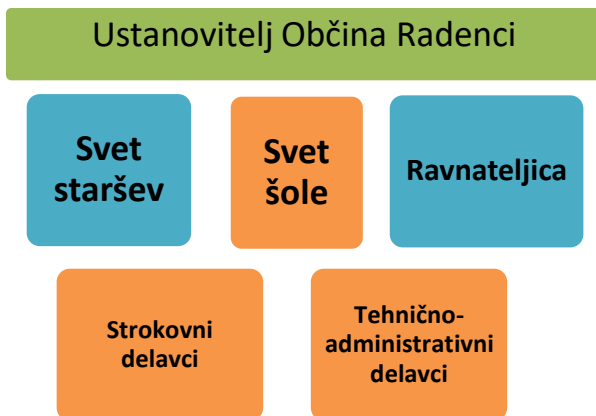 Ustanovitelj Občina Radenci
Svet
staršev
Svet
šole
Ravnateljica
Strokovni
delavci
Tehnično-
administrativni
delavci